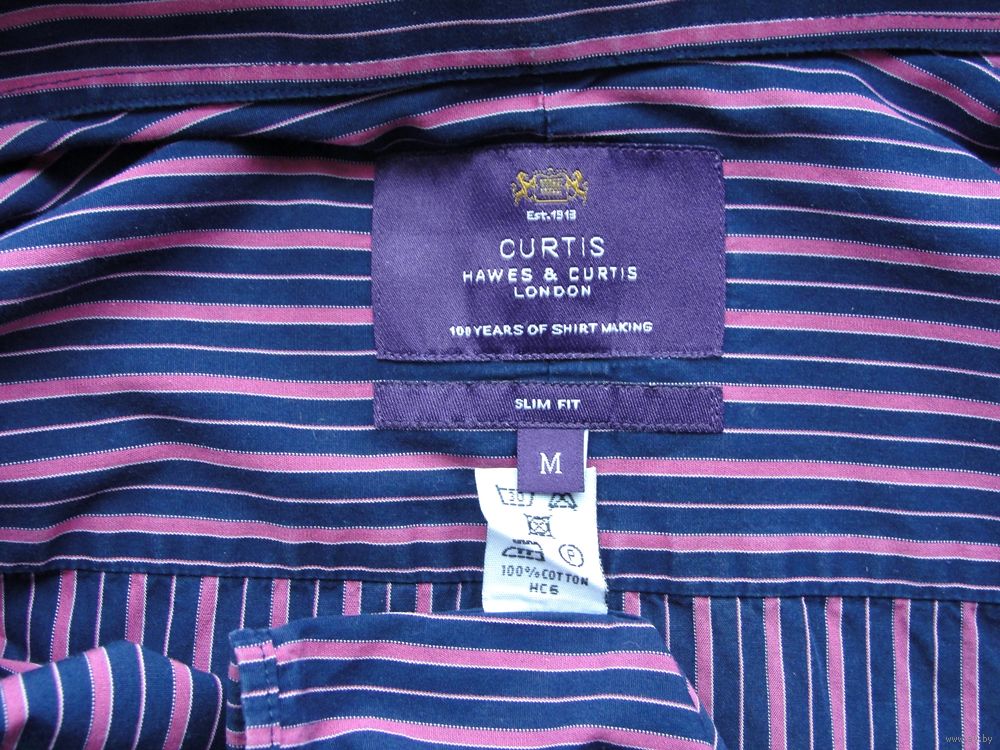 Est.1913
CURTIS
HAWES & CURTIS
LONDON
100 YEARS OF SHIRT MAKING
SLIM FIT
M
30
P
100% COTTON
HC6